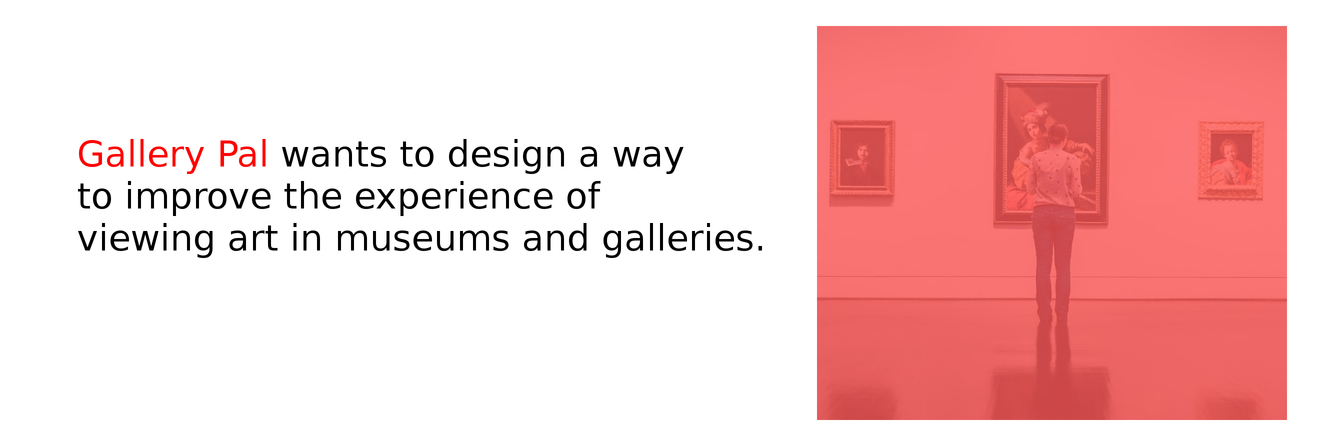 Gallery Pal wants to design a way
to improve the experience of
viewing art in museums and galleries.